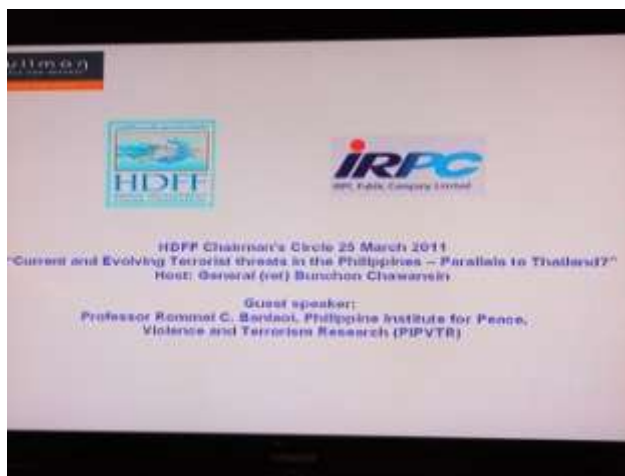 ullman
HDFF
IRPC
IRPC Public Company Limited
HDFF Chairman's Circle 25 March 2011
"Current and Evolving Terrorist threats in the Philippines – Parallels to Thailand?"
Host: General (ret) Bunchon Chawansin
Guest speaker:
Professor Rommel C. Banlaoi, Philippine Institute for Peace,
Violence and Terrorism Research (PIPVTR)